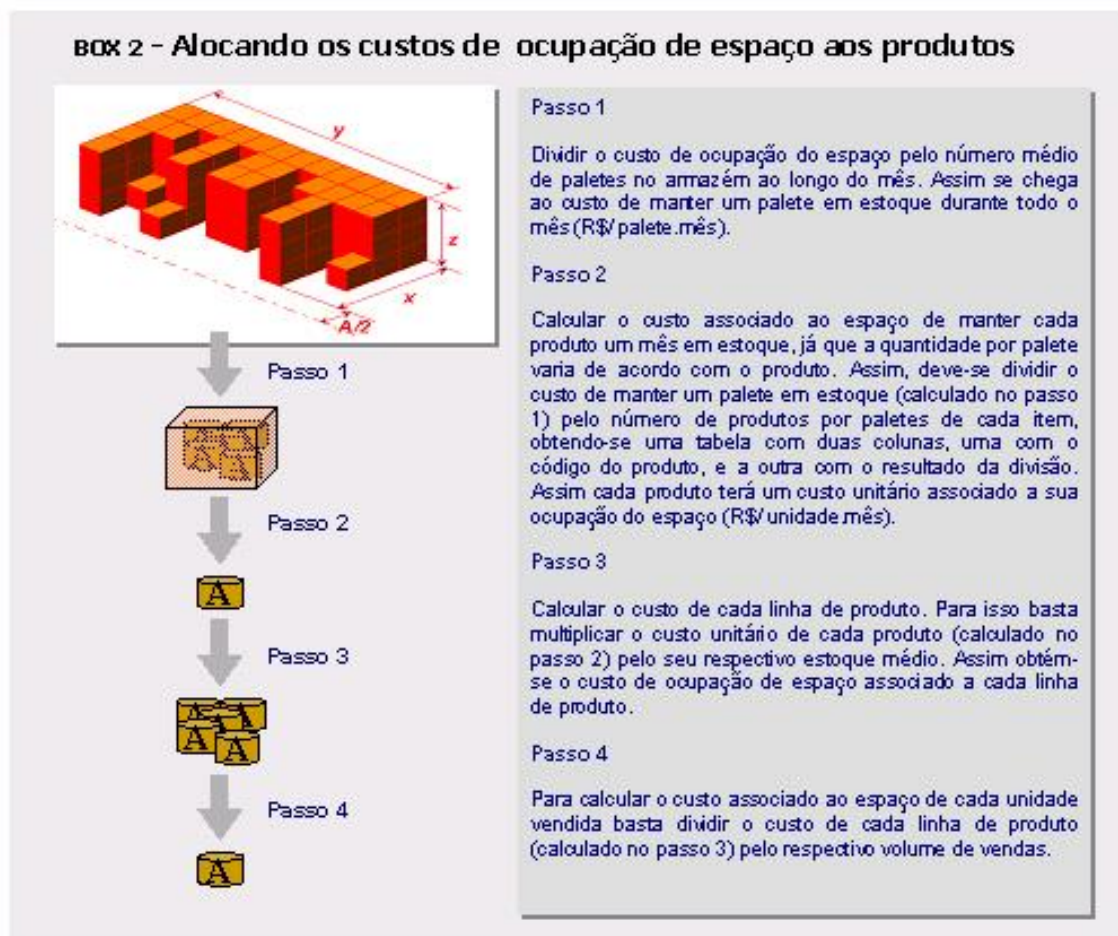 BOX 2 - Alocando os custos de ocupação de espaço aos produtos
y
z
x
A/2
Passo 1
A
A
A
A
Passo 2
A
Passo 3
A
A
A
A
A
Passo 4
A
Passo 1
Dividir o custo de ocupação do espaço pelo número médio
de paletes no armazém ao longo do mês. Assim se chega
ao custo de manter um palete em estoque durante todo o
mês (R$/palete.mês).
Passo 2
Calcular o custo associado ao espaço de manter cada
produto um mês em estoque, já que a quantidade por palete
varia de acordo com o produto. Assim, deve-se dividir o
custo de manter um palete em estoque (calculado no passo
1) pelo número de produtos por paletes de cada item,
obtendo-se uma tabela com duas colunas, uma com o
código do produto, e a outra com o resultado da divisão.
Assim cada produto terá um custo unitário associado a sua
ocupação do espaço (R$/unidade.mês).
Passo 3
Calcular o custo de cada linha de produto. Para isso basta
multiplicar o custo unitário de cada produto (calculado no
passo 2) pelo seu respectivo estoque médio. Assim obtém-
se o custo de ocupação de espaço associado a cada linha
de produto.
Passo 4
Para calcular o custo associado ao espaço de cada unidade
vendida basta dividir o custo de cada linha de produto
(calculado no passo 3) pelo respectivo volume de vendas.